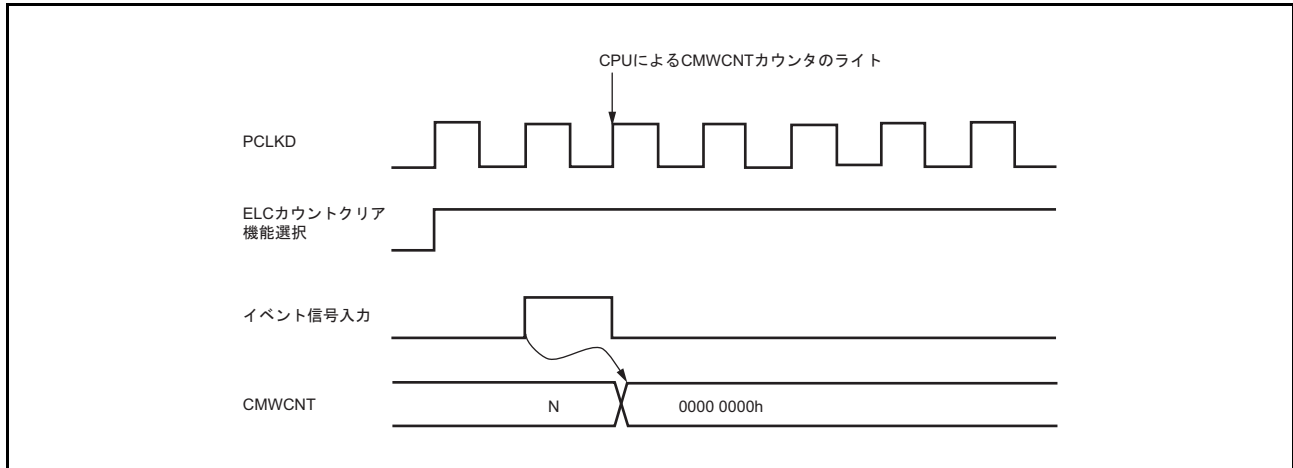 CPUによるCMWCNTカウンタのライト
PCLKD
ELCカウントクリア
機能選択
イベント信号入力
CMWCNT
N
0000 0000h